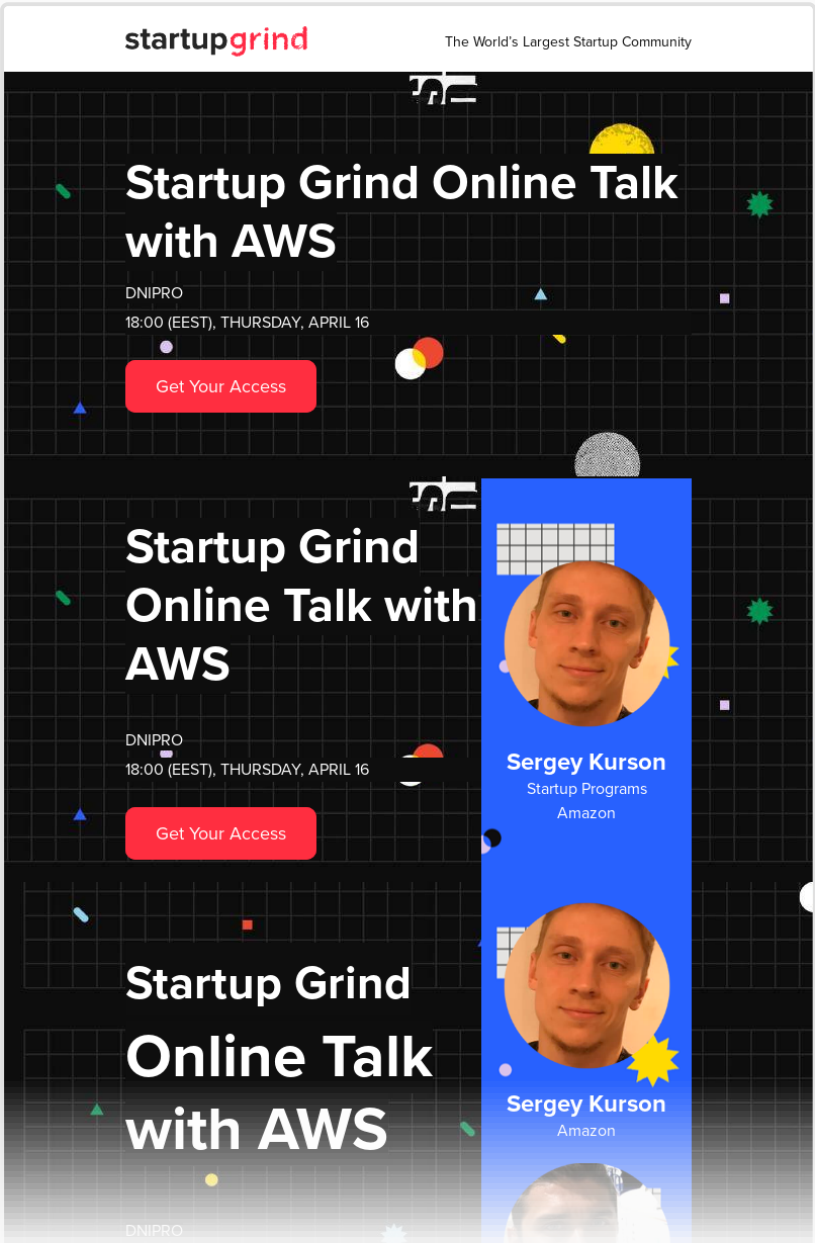 startupgrind
The World's Largest Startup Community
Startup Grind Online Talk
with AWS
DNIPRO
18:00 (EEST), THURSDAY, APRIL 16
Get Your Access
Startup Grind
Online Talk with
AWS
DNIPRO
18:00 (EEST), THURSDAY, APRIL 16
Get Your Access
Sergey Kurson
Startup Programs
Amazon
Startup Grind
Online Talk
with AWS
DNIPRO
Sergey Kurson
Amazon